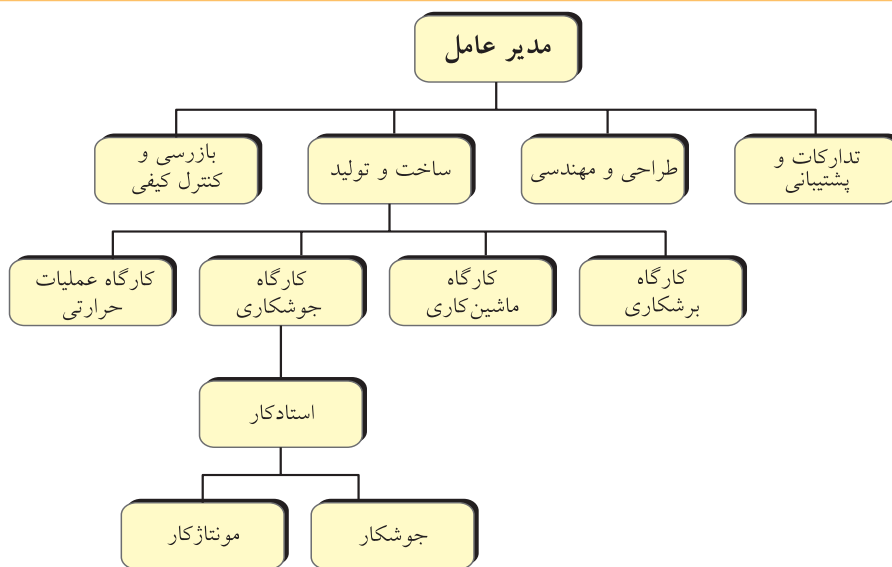 مدیر عامل
تدارکات و
پشتیبانی
طراحی و مهندسی
ساخت و تولید
بازرسی و
کنترل کیفی
کارگاه
برشکاری
کارگاه
ماشین‌کاری
کارگاه
جوشکاری
کارگاه عملیات
حرارتی
استادکار
جوشکار
مونتاژکار